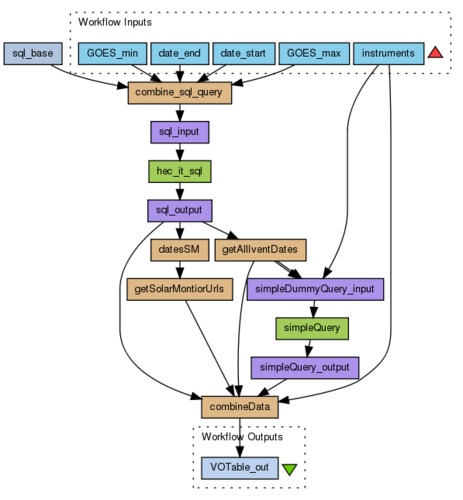 Workflow Inputs
sql_base
GOES_min
date_end
date_start
GOES_max
instruments
combine_sql_query
sql_input
hec_it_sql
sql_output
datesSM
getAllIventDates
getSolarMontiorUrls
simpleDummyQuery_input
simpleQuery
simpleQuery_output
combineData
Workflow Outputs
VOTable_out